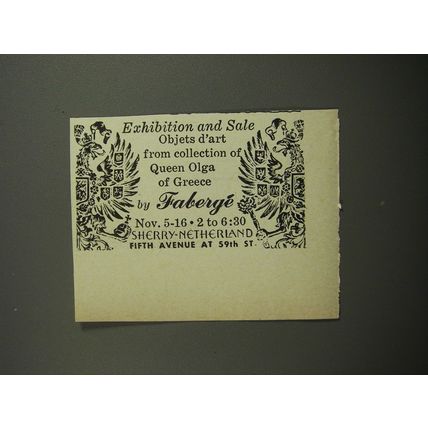 Exhibition and Sale
Objets d'art
from collection of
Queen Olga
of Greece
by Fabergé
Nov. 5-16 • 2 to 6:30
SHERRY-NETHERLAND
FIFTH AVENUE AT 59th ST.